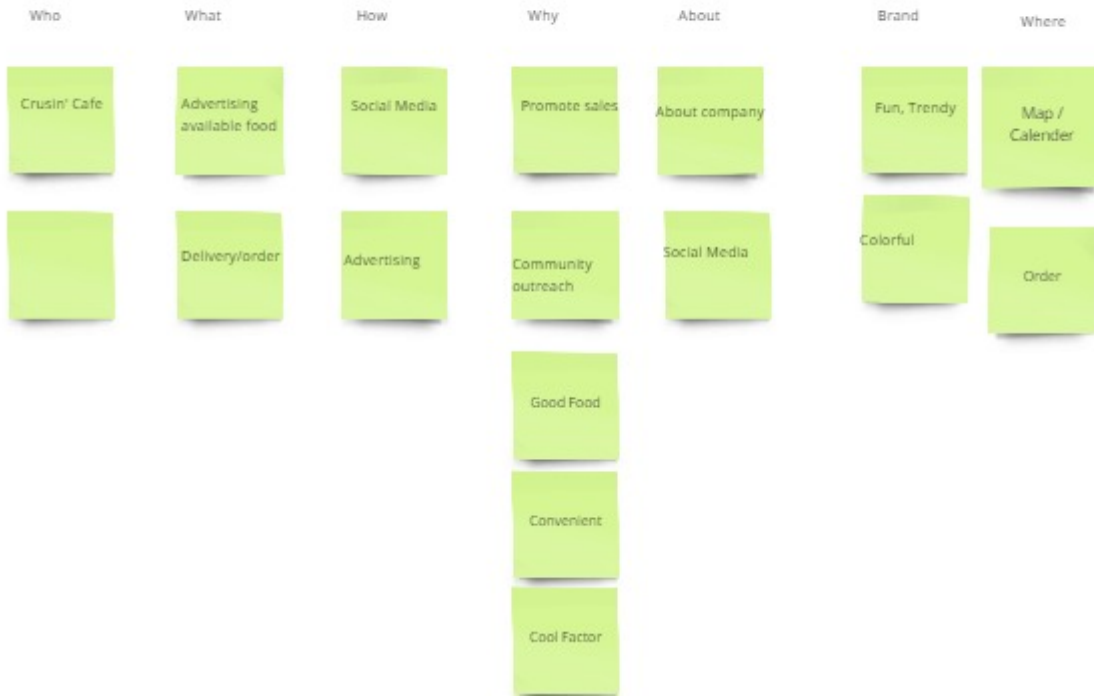 Who
What
How
Why
About
Brand
Where
Crusin' Cafe
Advertising
available food
Social Media
Promote sales
About company
Fun, Trendy
Map /
Calender
Delivery/order
Advertising
Community
outreach
Social Media
Colorful
Order
Good Food
Convenient
Cool Factor